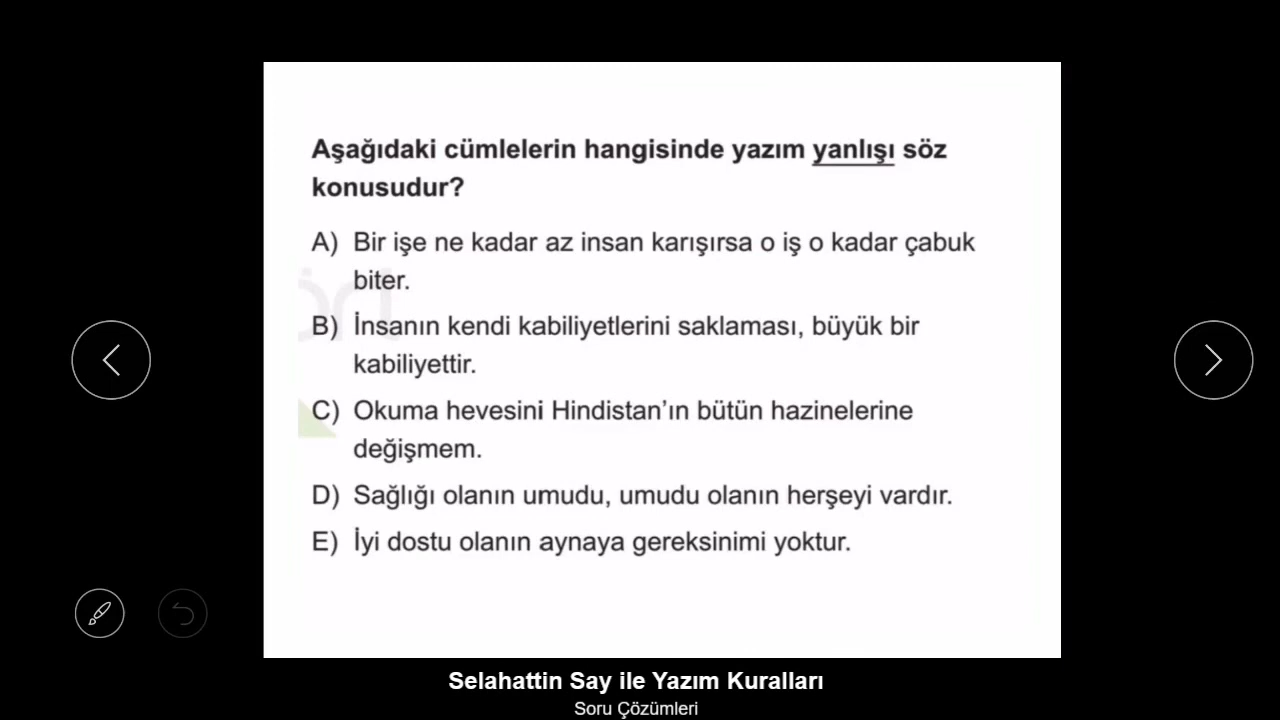 Aşağıdaki cümlelerin hangisinde yazım yanlışı söz
konusudur?
A) Bir işe ne kadar az insan karışırsa o iş o kadar çabuk
biter.
B) İnsanın kendi kabiliyetlerini saklaması, büyük bir
kabiliyettir.
C) Okuma hevesini Hindistan’ın bütün hazinelerine
değişmem.
D) Sağlığı olanın umudu, umudu olanın herşeyi vardır.
E) İyi dostu olanın aynaya gereksinimi yoktur.
Selahattin Say ile Yazım Kuralları
Soru Çözümleri